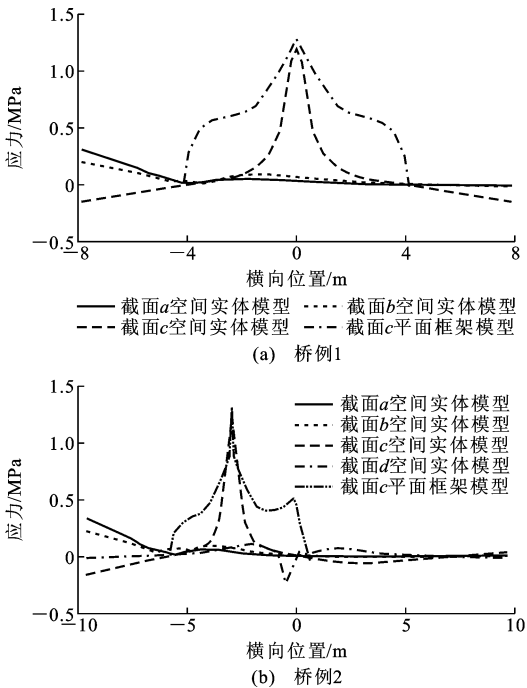 1.5
1.0
0.5
0
−0.5
应力/MPa
−8 −4 0 4 8
横向位置/m
截面a空间实体模型 截面b空间实体模型
截面c空间实体模型 截面c平面框架模型
(a) 桥例1
1.5
1.0
0.5
0
−0.5
应力/MPa
截面a空间实体模型
截面b空间实体模型
截面c空间实体模型
截面d空间实体模型
截面c平面框架模型
−10 −5 0 5 10
横向位置/m
(b) 桥例2